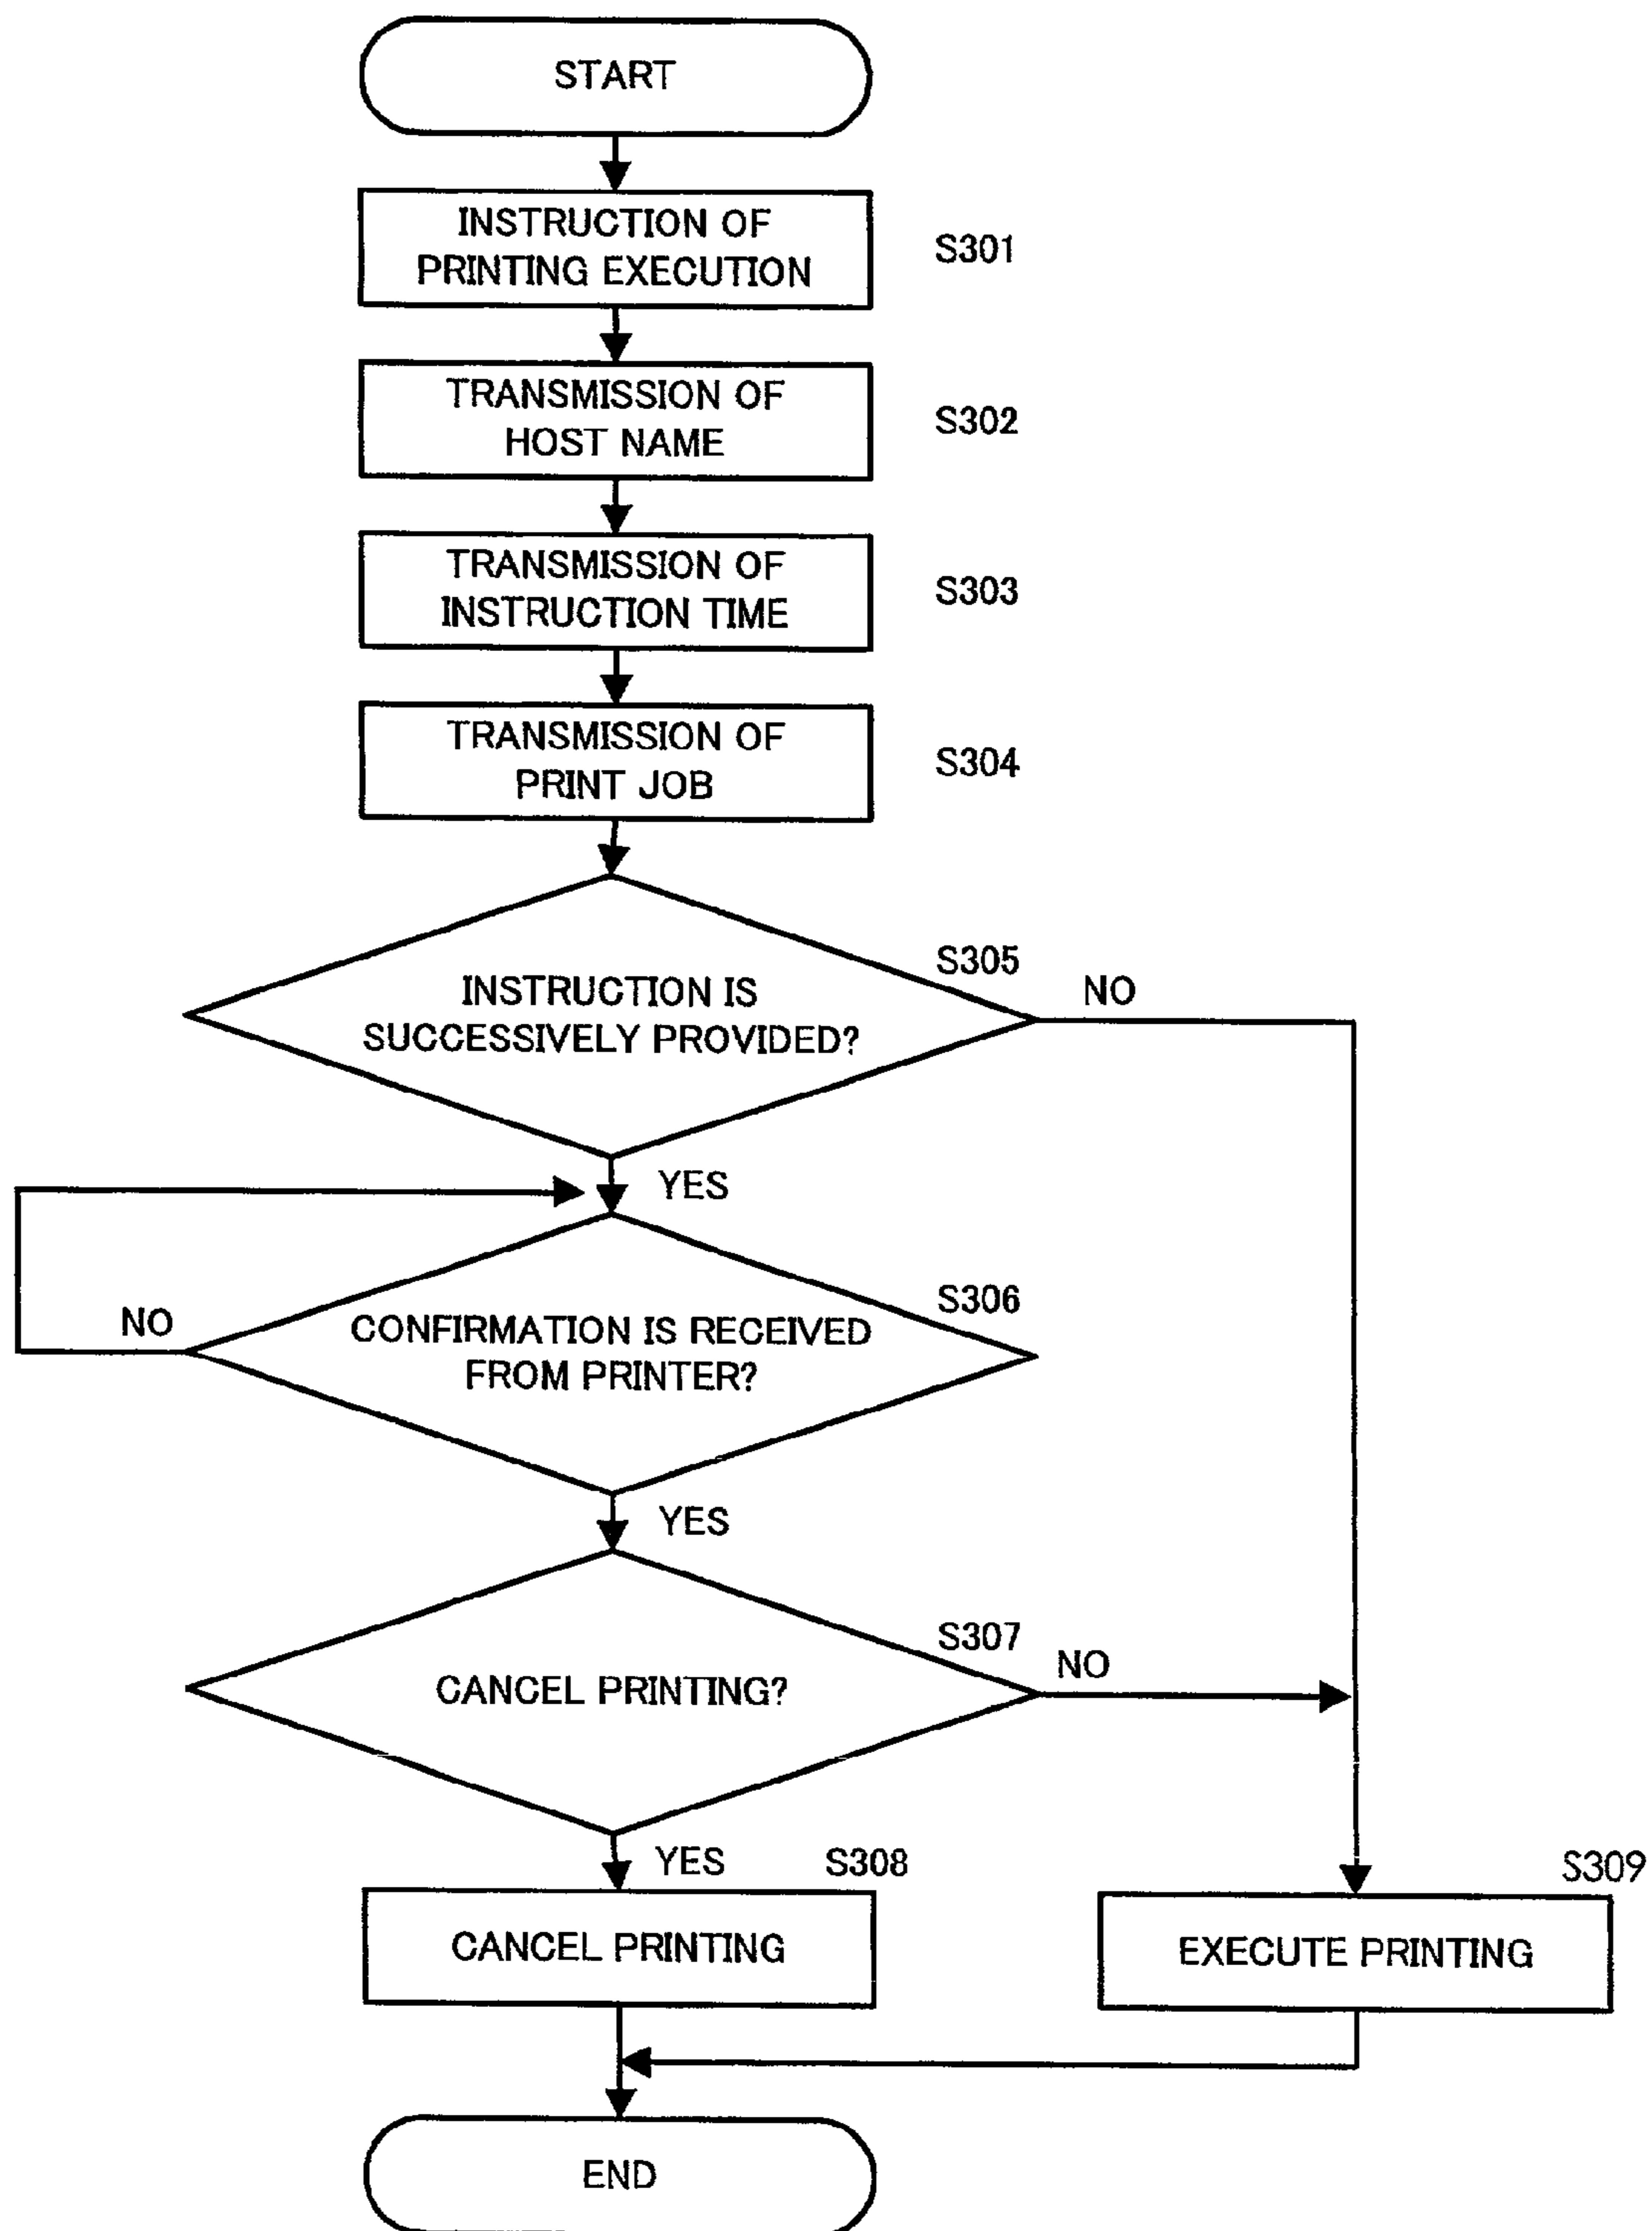 START
INSTRUCTION OF
PRINTING EXECUTION
S301
TRANSMISSION OF
HOST NAME
S302
TRANSMISSION OF
INSTRUCTION TIME
S303
TRANSMISSION OF
PRINT JOB
S304
S305
INSTRUCTION IS
SUCCESSIVELY PROVIDED?
NO
YES
S306
NO
CONFIRMATION IS RECEIVED
FROM PRINTER?
YES
S307
CANCEL PRINTING?
NO
YES
S308
CANCEL PRINTING
S309
EXECUTE PRINTING
END